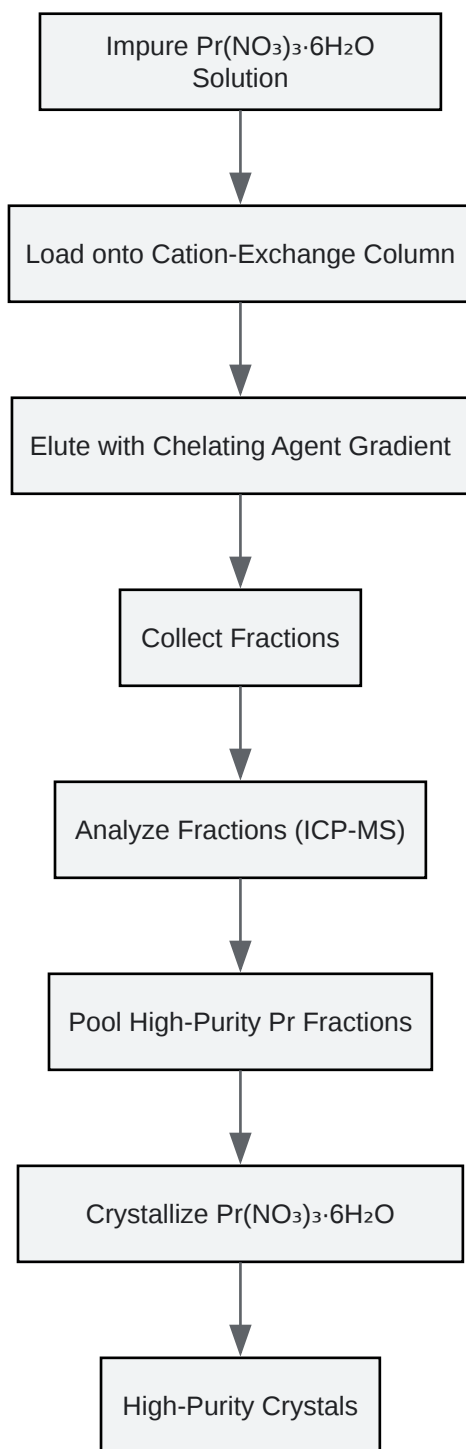 Impure Pr(NO₃)₃·6H₂O
Solution
Load onto Cation-Exchange Column
Elute with Chelating Agent Gradient
Collect Fractions
Analyze Fractions (ICP-MS)
Pool High-Purity Pr Fractions
Crystallize Pr(NO₃)₃·6H₂O
High-Purity Crystals